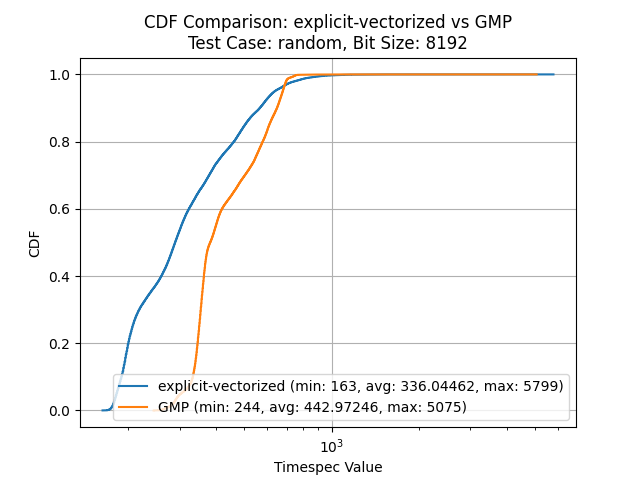 CDF Comparison: explicit-vectorized vs GMP
Test Case: random, Bit Size: 8192
1.0
0.8
0.6
0.4
0.2
0.0
CDF
explicit-vectorized (min: 163, avg: 336.04462, max: 5799)
GMP (min: 244, avg: 442.97246, max: 5075)
10³
Timespec Value